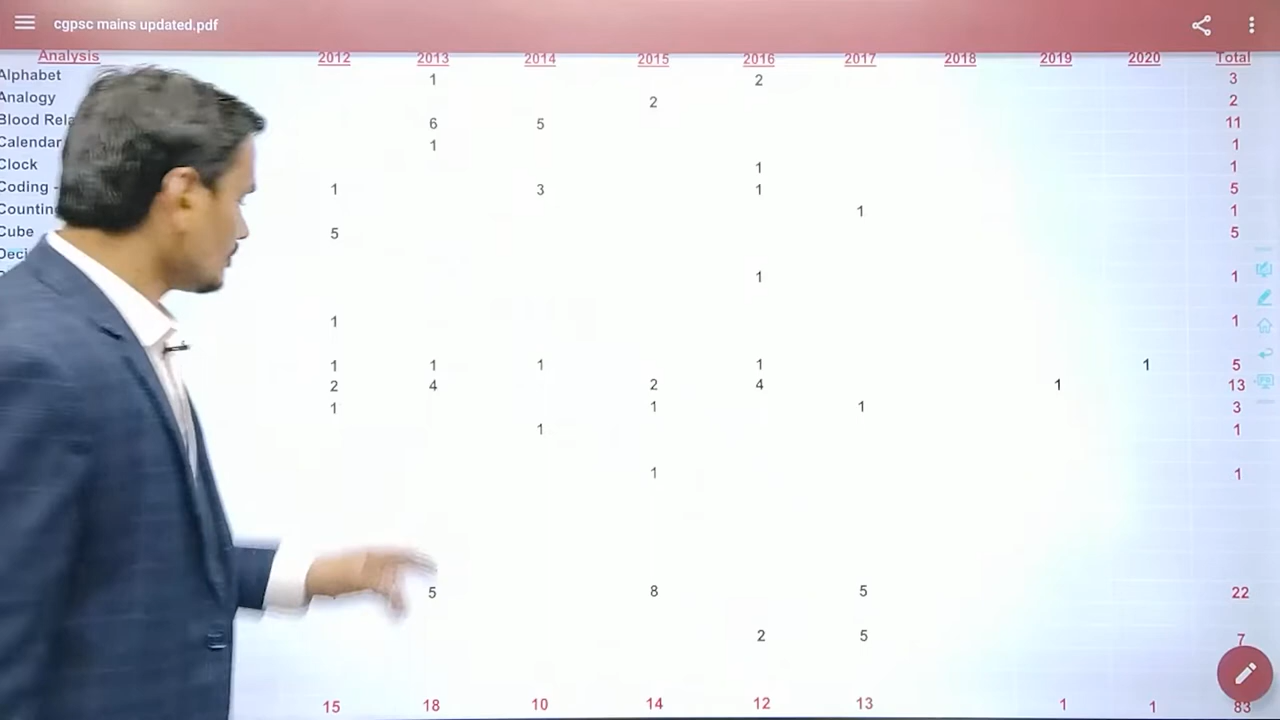 cgpsc mains updated.pdf
Analysis 2012 2013 2014 2015 2016 2017 2018 2019 2020 Total
Alphabet 1 2 3
Analogy 2 2
Blood 6 5 11
Calendar 1 1
Clock 1 1
Coding - 1 3 1 5
1 1
Cube 5 5
1 1
1 1
1 1 1 1 1 5
2 4 2 4 1 13
1 1 1 3
1 1
1 1
5 8 5 22
2 5 7
15 18 10 14 12 13 1 1 83